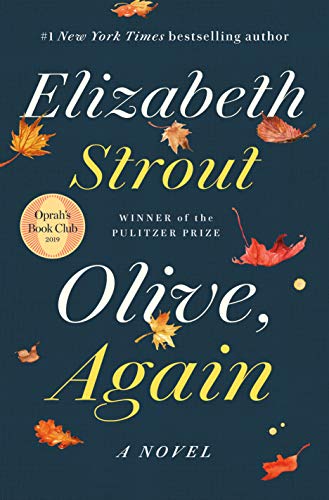 #1 New York Times bestselling author
Elizabeth
Strout
Oprah's
Book Club
2019
WINNER of the
PULITZER PRIZE
Olive,
Again
A NOVEL